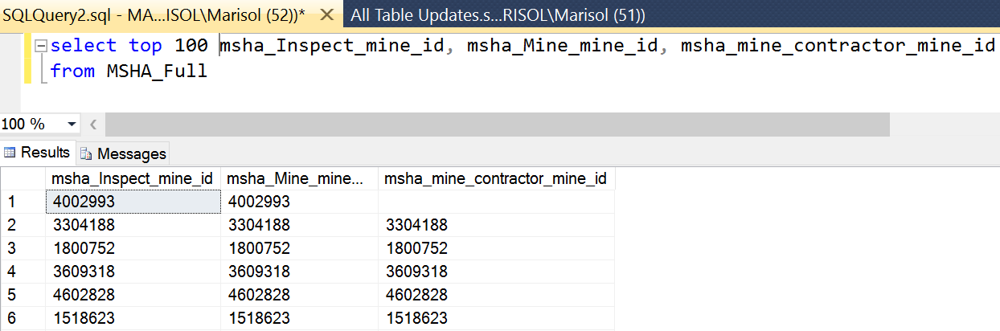 SQLQuery2.sql - MA...ISOL\Marisol (52))* All Table Updates.s...RISOL\Marisol (51))
select top 100 msha_Inspect_mine_id, msha_Mine_mine_id, msha_mine_contractor_mine_id
from MSHA_Full
100 %
Results Messages
msha_Inspect_mine_id msha_Mine_mine... msha_mine_contractor_mine_id
1 4002993 4002993
2 3304188 3304188 3304188
3 1800752 1800752 1800752
4 3609318 3609318 3609318
5 4602828 4602828 4602828
6 1518623 1518623 1518623